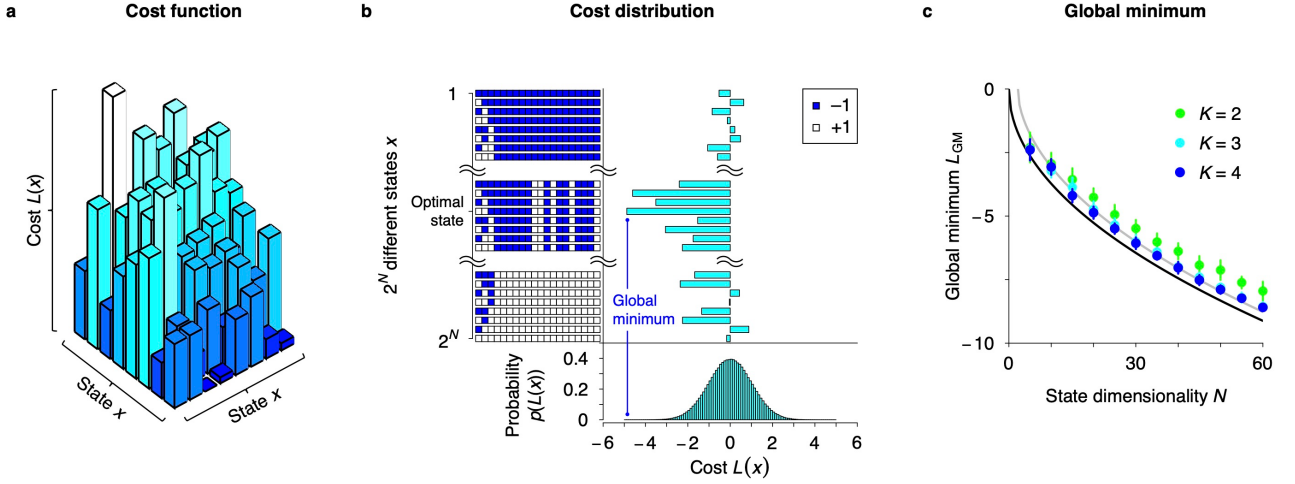 a
Cost function
Cost L(x)
State x
State x
b
Cost distribution
2^N different states x
1
Optimal
state
2^N
−1
+1
Global
minimum
Probability
p(L(x))
0.4
0.2
0
−6 −4 −2 0 2 4 6
Cost L(x)
c
Global minimum
Global minimum L_GM
0
−5
−10
K = 2
K = 3
K = 4
0 30 60
State dimensionality N